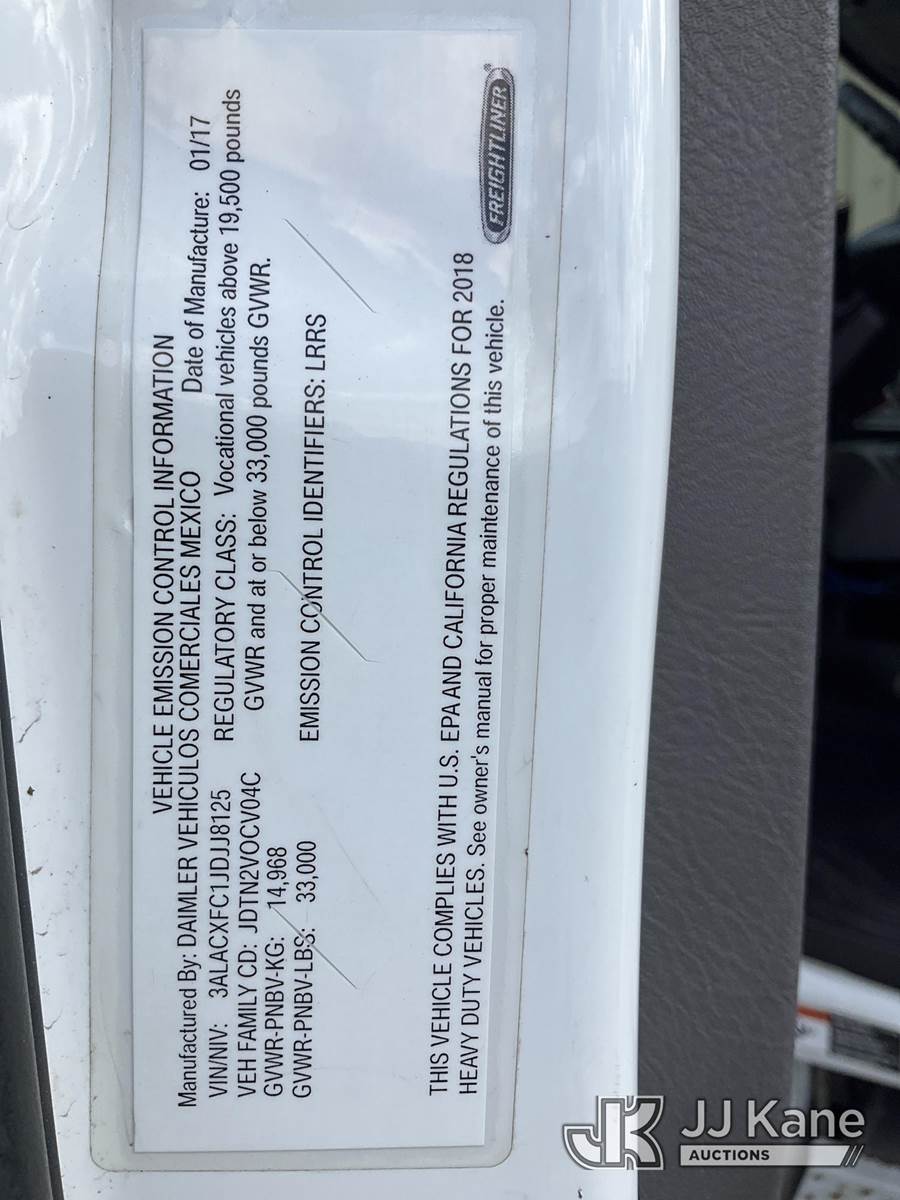 VEHICLE EMISSION CONTROL INFORMATION
Manufactured By: DAIMLER VEHICULOS COMERCIALES MEXICO Date of Manufacture: 01/17
VIN/NIV: 3ALACXFC1JDJJ8125 REGULATORY CLASS: Vocational vehicles above 19,500 pounds
VEH FAMILY CD: JDTN2VOCV04C GVWR and at or below 33,000 pounds GVWR.
GVWR-PNBV-KG: 14,968
GVWR-PNBV-LBS: 33,000 EMISSION CONTROL IDENTIFIERS: LRRS
THIS VEHICLE COMPLIES WITH U.S. EPA AND CALIFORNIA REGULATIONS FOR 2018
HEAVY DUTY VEHICLES. See owner's manual for proper maintenance of this vehicle.
FREIGHTLINER®
JK JJ Kane
AUCTIONS